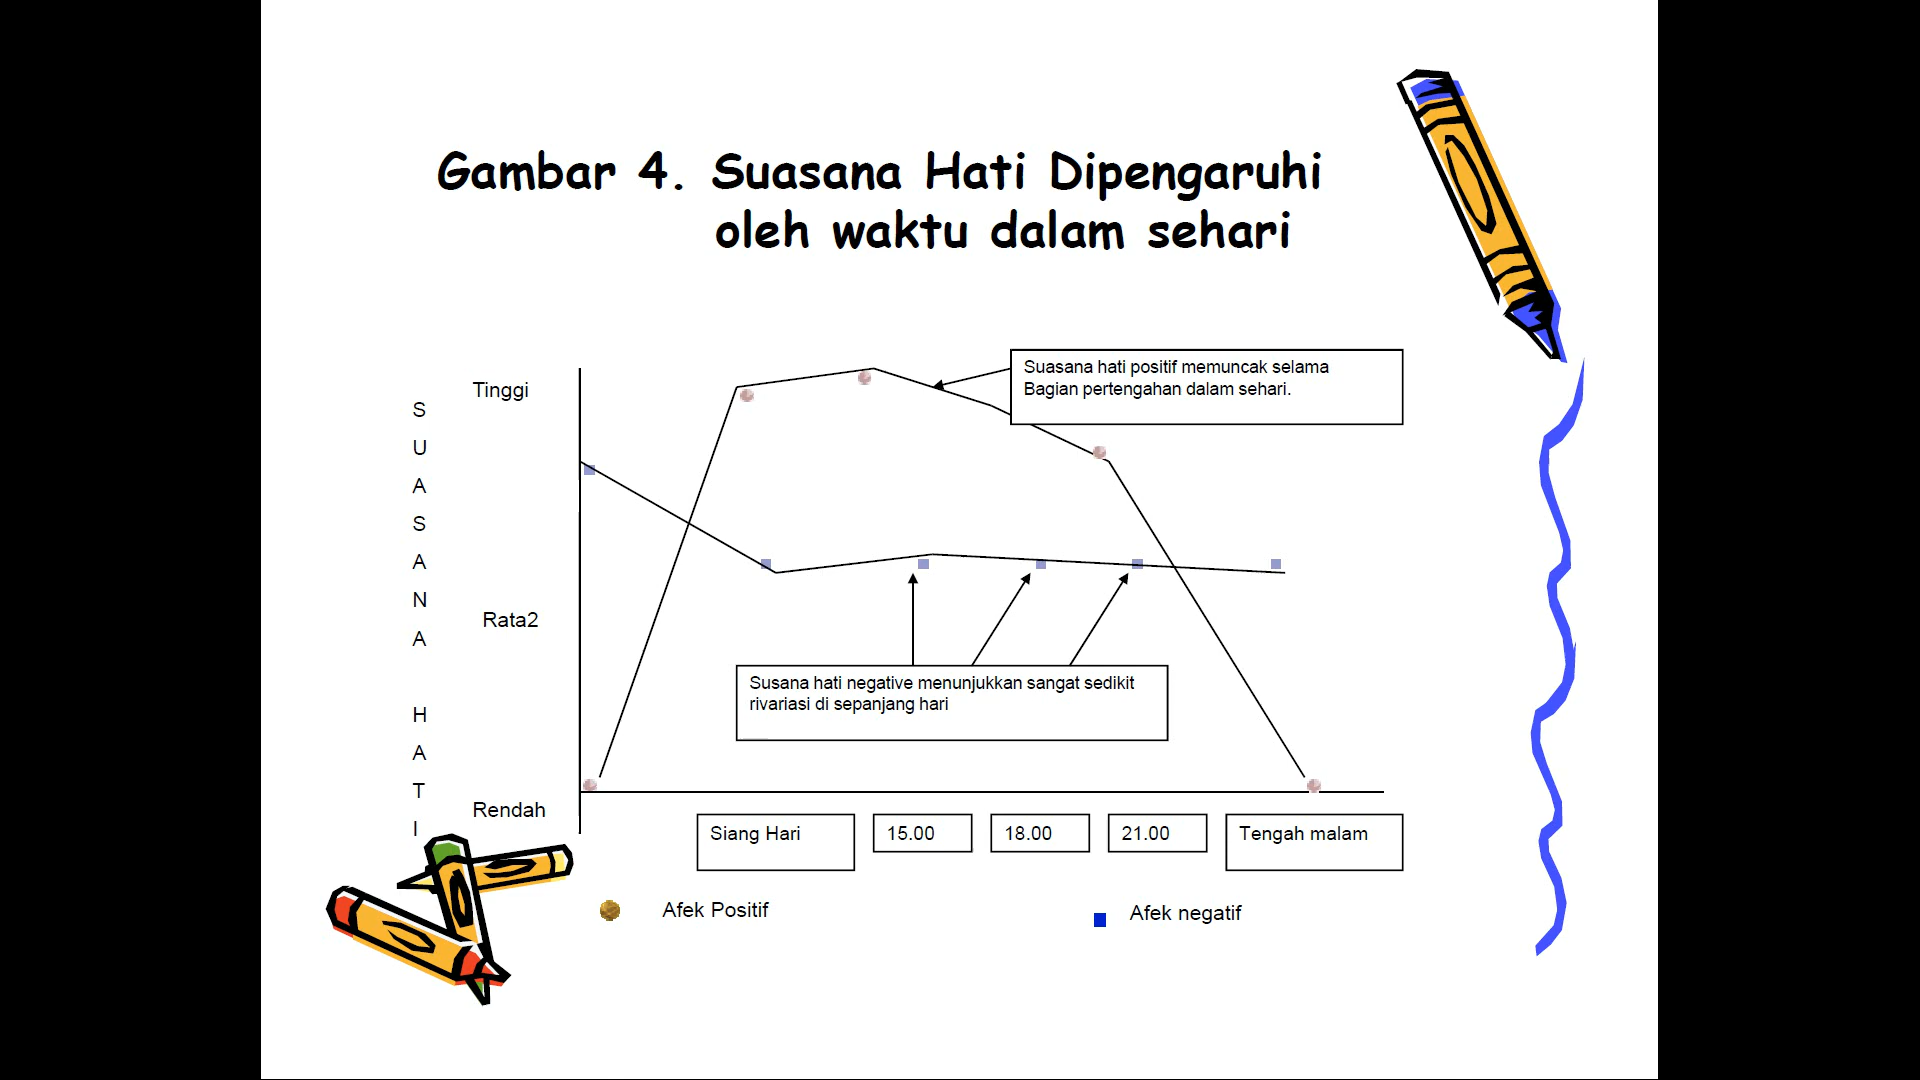 Gambar 4. Suasana Hati Dipengaruhi
oleh waktu dalam sehari
Suasana hati positif memuncak selama
Bagian pertengahan dalam sehari.
Tinggi
SUASANA HATI
Rata2
Susana hati negative menunjukkan sangat sedikit
rivariasi di sepanjang hari
Rendah
Siang Hari
15.00
18.00
21.00
Tengah malam
Afek Positif
Afek negatif